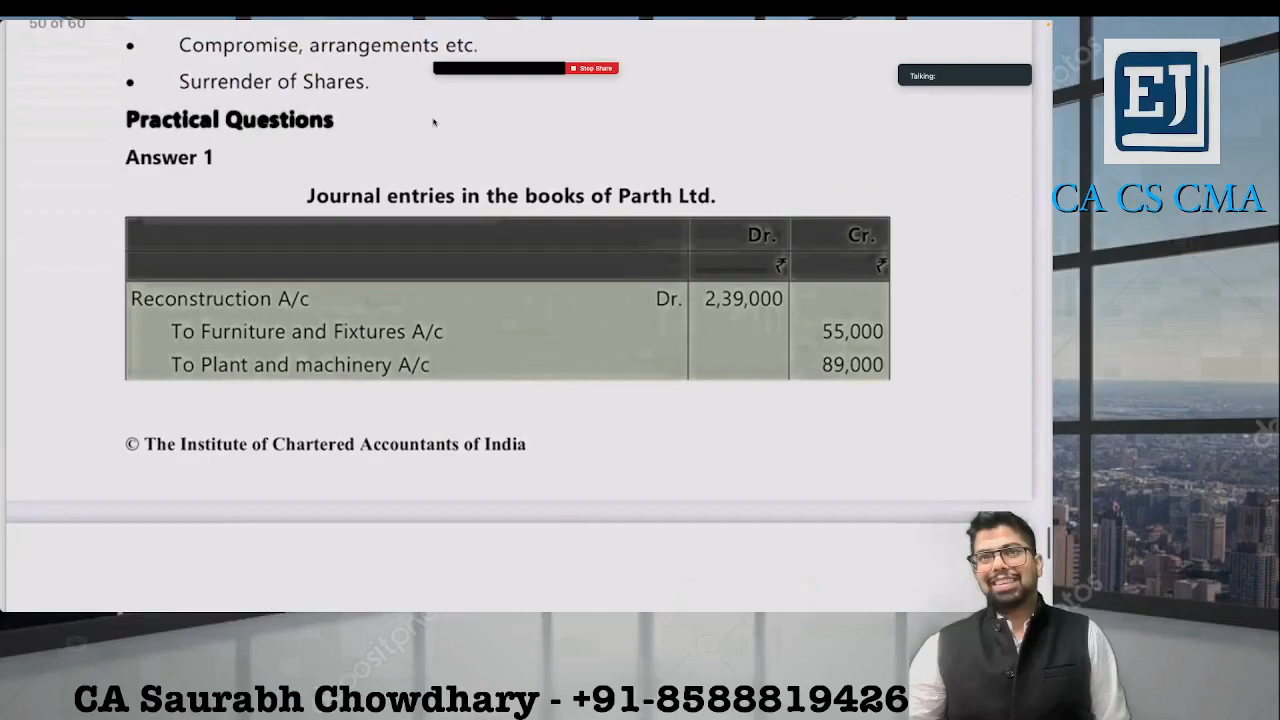 50 of 60
• Compromise, arrangements etc.
Stop Share
Talking:
• Surrender of Shares.
Practical Questions
Answer 1
Journal entries in the books of Parth Ltd.
Dr. Cr.
₹ ₹
Reconstruction A/c Dr. 2,39,000
To Furniture and Fixtures A/c 55,000
To Plant and machinery A/c 89,000
© The Institute of Chartered Accountants of India
EJ
CA CS CMA
CA Saurabh Chowdhary - +91-8588819426